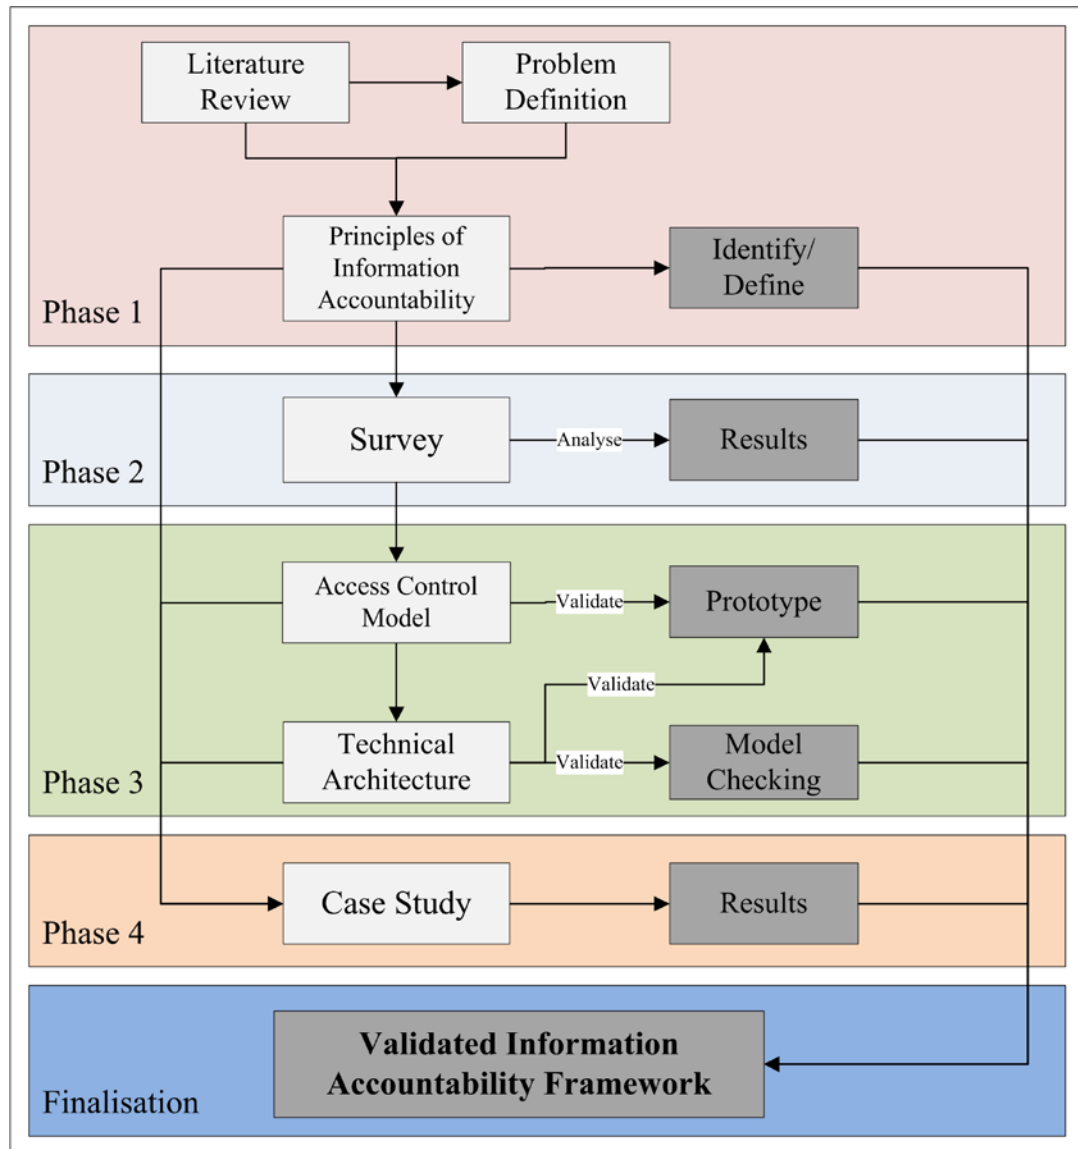 Literature
Review
Problem
Definition
Principles of
Information
Accountability
Identify/
Define
Phase 1
Survey
Analyse
Results
Phase 2
Access Control
Model
Validate
Prototype
Validate
Technical
Architecture
Validate
Model
Checking
Phase 3
Case Study
Results
Phase 4
Validated Information
Accountability Framework
Finalisation